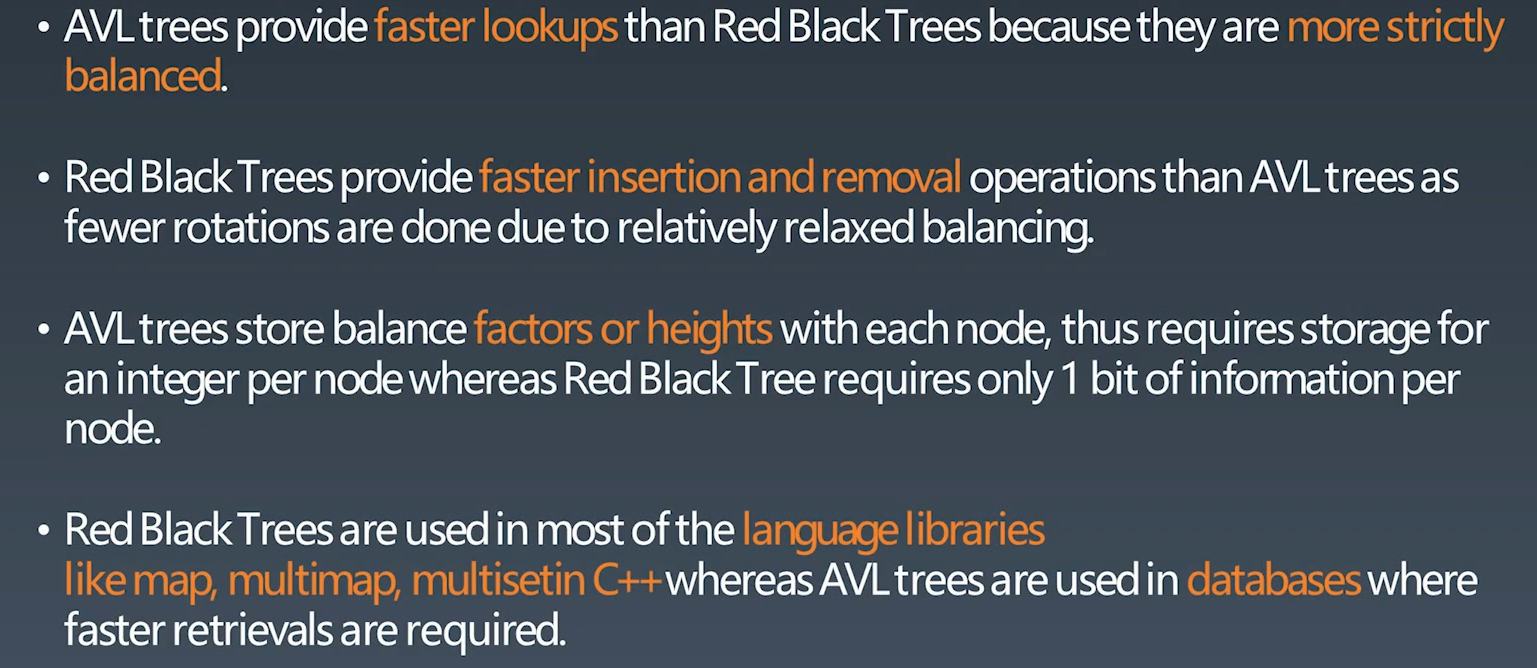 • AVL trees provide faster lookups than Red Black Trees because they are more strictly
balanced.
• Red Black Trees provide faster insertion and removal operations than AVL trees as
fewer rotations are done due to relatively relaxed balancing.
• AVL trees store balance factors or heights with each node, thus requires storage for
an integer per node whereas Red Black Tree requires only 1 bit of information per
node.
• Red Black Trees are used in most of the language libraries
like map, multimap, multisetin C++ whereas AVL trees are used in databases where
faster retrievals are required.